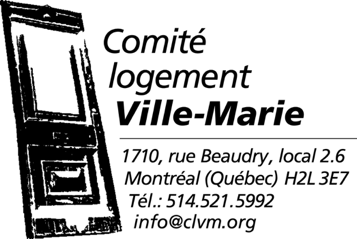 Comité
logement
Ville-Marie
1710, rue Beaudry, local 2.6
Montréal (Québec) H2L 3E7
Tél.: 514.521.5992
info@clvm.org